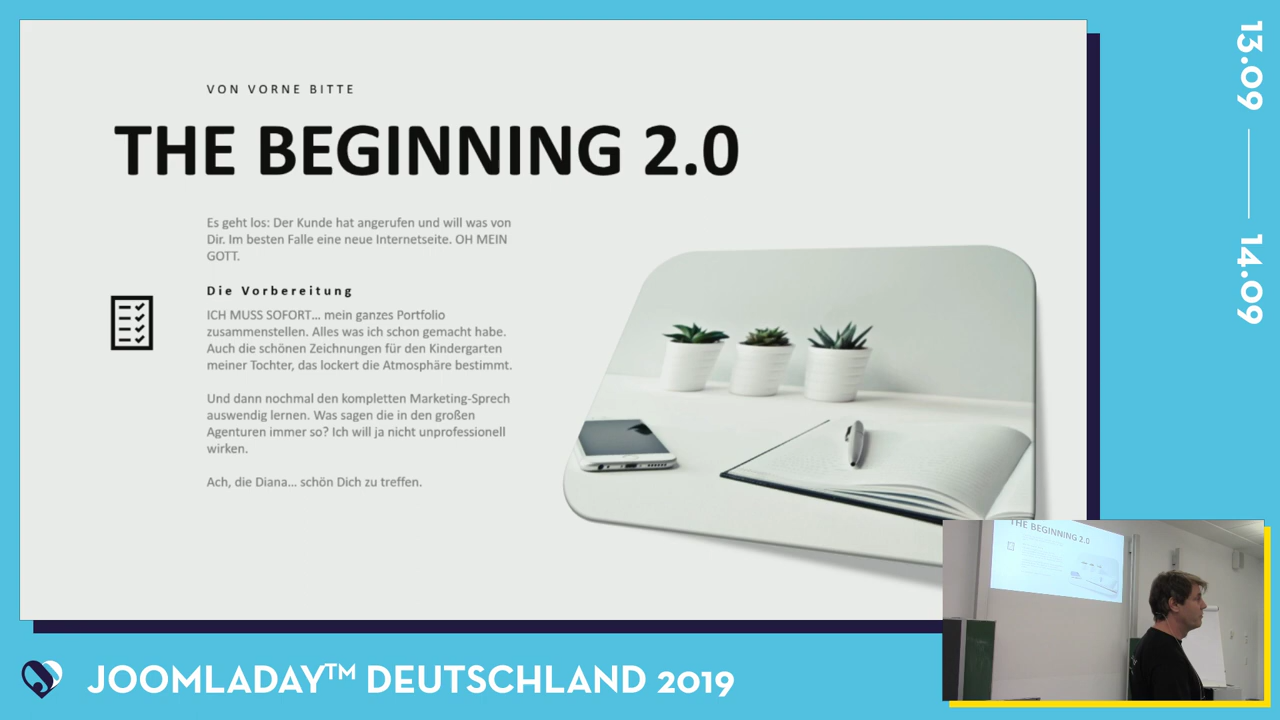 VON VORNE BITTE
THE BEGINNING 2.0
Es geht los: Der Kunde hat angerufen und will was von
Dir. Im besten Falle eine neue Internetseite. OH MEIN
GOTT.
Die Vorbereitung
ICH MUSS SOFORT... mein ganzes Portfolio
zusammenstellen. Alles was ich schon gemacht habe.
Auch die schönen Zeichnungen für den Kindergarten
meiner Tochter, das lockert die Atmosphäre bestimmt.
Und dann nochmal den kompletten Marketing-Sprech
auswendig lernen. Was sagen die in den großen
Agenturen immer so? Ich will ja nicht unprofessionell
wirken.
Ach, die Diana... schön Dich zu treffen.
13.09
14.09
THE BEGINNING 2.0
JOOMLADAY™ DEUTSCHLAND 2019